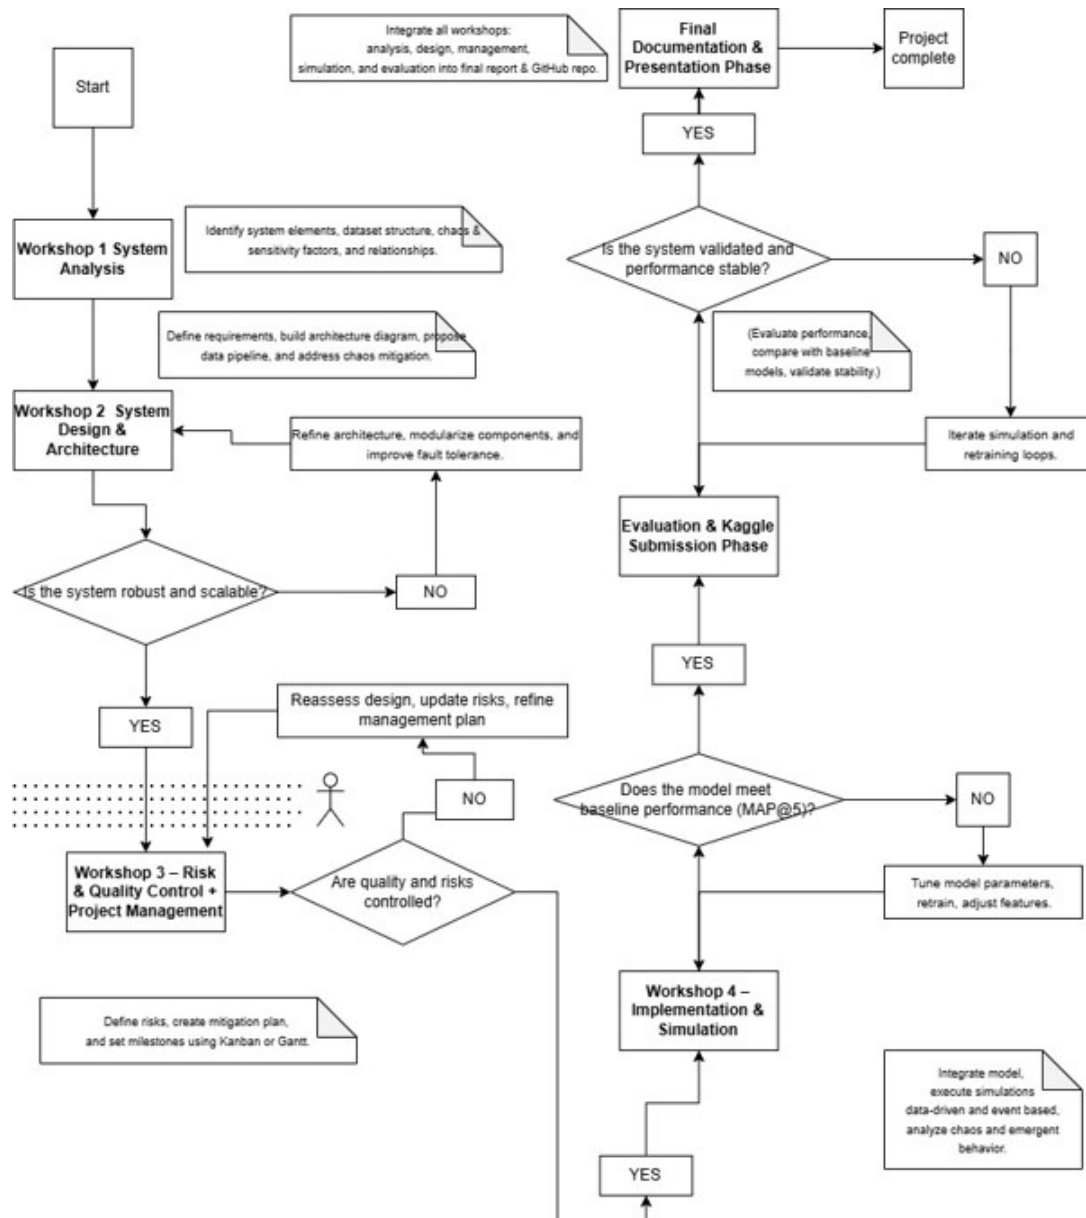 Start
Workshop 1 System
Analysis
Identify system elements, dataset structure, chaos &
sensitivity factors, and relationships.
Define requirements, build architecture diagram, propose
data pipeline, and address chaos mitigation.
Workshop 2 System
Design &
Architecture
Refine architecture, modularize components, and
improve fault tolerance.
Is the system robust and scalable?
NO
YES
Reassess design, update risks, refine
management plan
NO
Workshop 3 – Risk
& Quality Control +
Project Management
Are quality and risks
controlled?
Define risks, create mitigation plan,
and set milestones using Kanban or Gantt.
Integrate all workshops:
analysis, design, management,
simulation, and evaluation into final report & GitHub repo.
Final
Documentation &
Presentation Phase
Project
complete
YES
Is the system validated and
performance stable?
NO
(Evaluate performance,
compare with baseline
models, validate stability.)
Iterate simulation and
retraining loops.
Evaluation & Kaggle
Submission Phase
YES
Does the model meet
baseline performance (MAP@5)?
NO
Tune model parameters,
retrain, adjust features.
Workshop 4 –
Implementation &
Simulation
Integrate model,
execute simulations
data-driven and event based,
analyze chaos and emergent
behavior.
YES